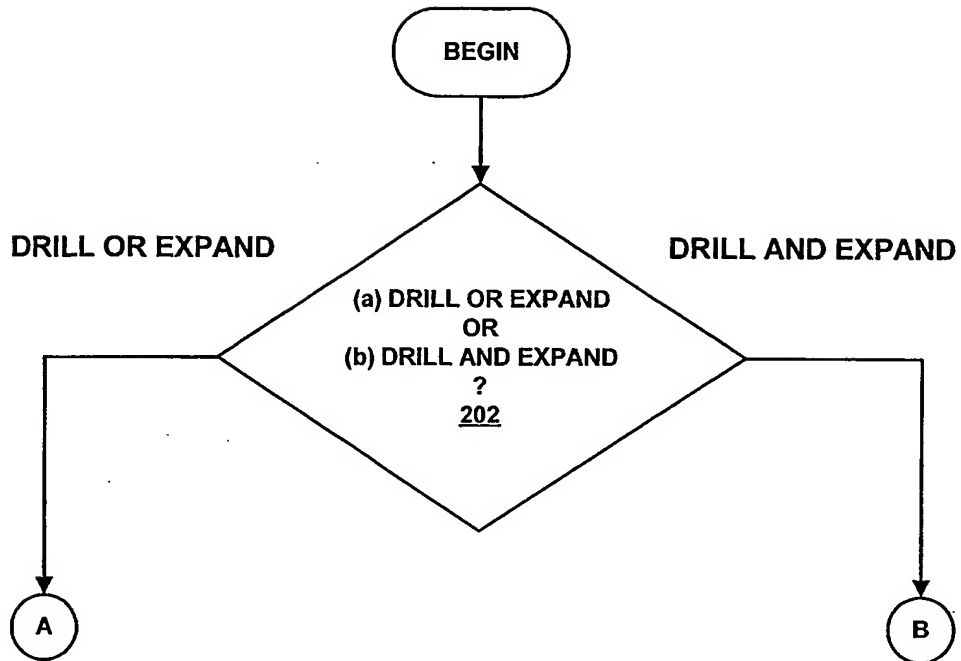 BEGIN
DRILL OR EXPAND
DRILL AND EXPAND
(a) DRILL OR EXPAND
OR
(b) DRILL AND EXPAND
?
202
A
B